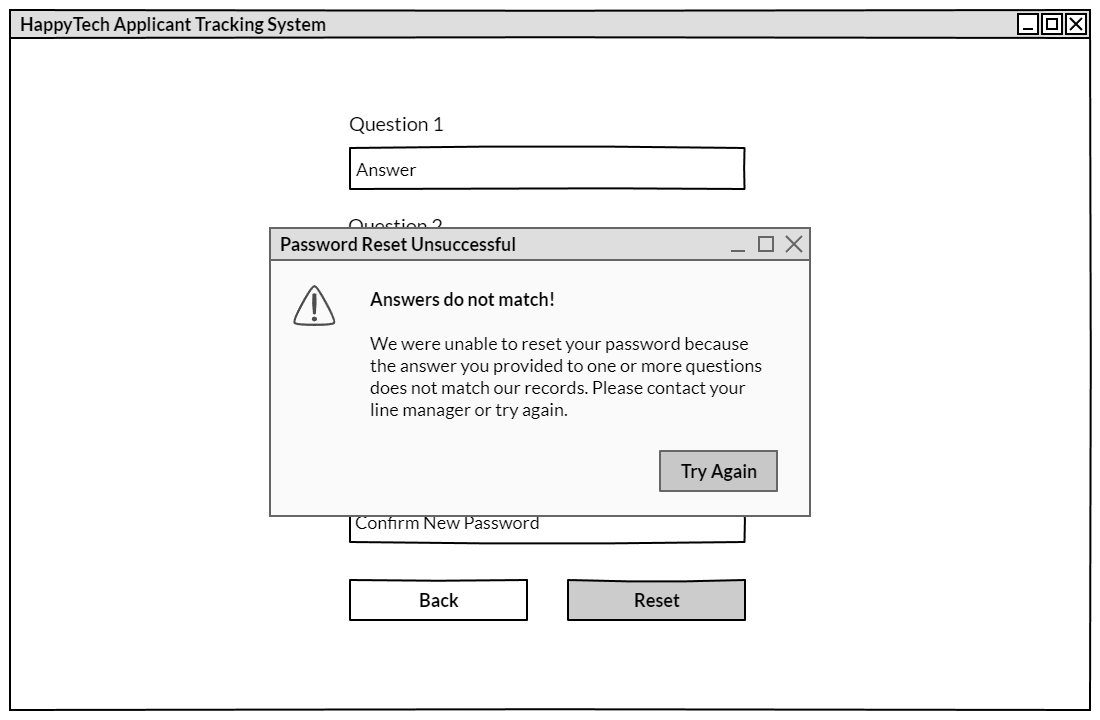 HappyTech Applicant Tracking System
Question 1
Answer
Question 2
Password Reset Unsuccessful
Answers do not match!
We were unable to reset your password because
the answer you provided to one or more questions
does not match our records. Please contact your
line manager or try again.
Try Again
Confirm New Password
Back
Reset